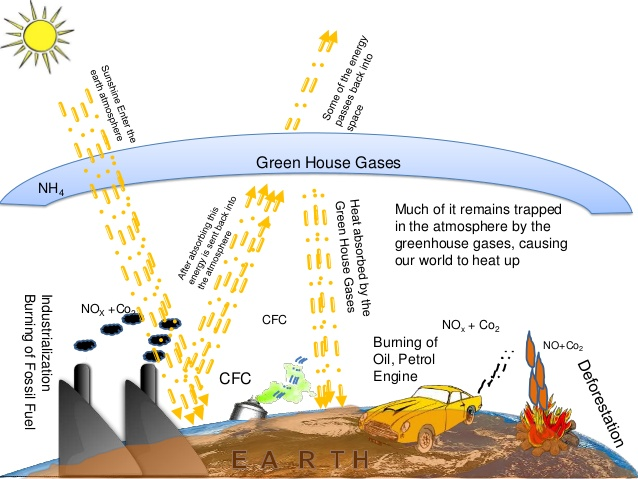 Sunshine Enter the
earth atmosphere
Some of the energy
passes back into
space
Green House Gases
NH4
After absorbing this
energy is sent back into
the atmosphere
Heat absorbed by the
Green House Gases
Much of it remains trapped
in the atmosphere by the
greenhouse gases, causing
our world to heat up
Industrialization
Burning of Fossil Fuel
NOX +Co2
CFC
CFC
Burning of
Oil, Petrol
Engine
NOx + Co2
NO+Co2
Deforestation
EARTH